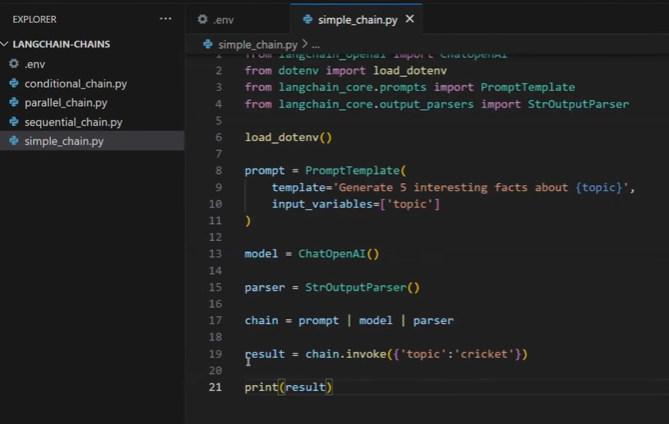 EXPLORER
...
LANGCHAIN-CHAINS
.env
conditional_chain.py
parallel_chain.py
sequential_chain.py
simple_chain.py
.env
simple_chain.py ×
simple_chain.py > ...
1 from langchain_openai import ChatOpenAI
2 from dotenv import load_dotenv
3 from langchain_core.prompts import PromptTemplate
4 from langchain_core.output_parsers import StrOutputParser
5
6 load_dotenv()
7
8 prompt = PromptTemplate(
9     template='Generate 5 interesting facts about {topic}',
10     input_variables=['topic']
11 )
12
13 model = ChatOpenAI()
14
15 parser = StrOutputParser()
16
17 chain = prompt | model | parser
18
19 result = chain.invoke({'topic':'cricket'})
20
21 print(result)